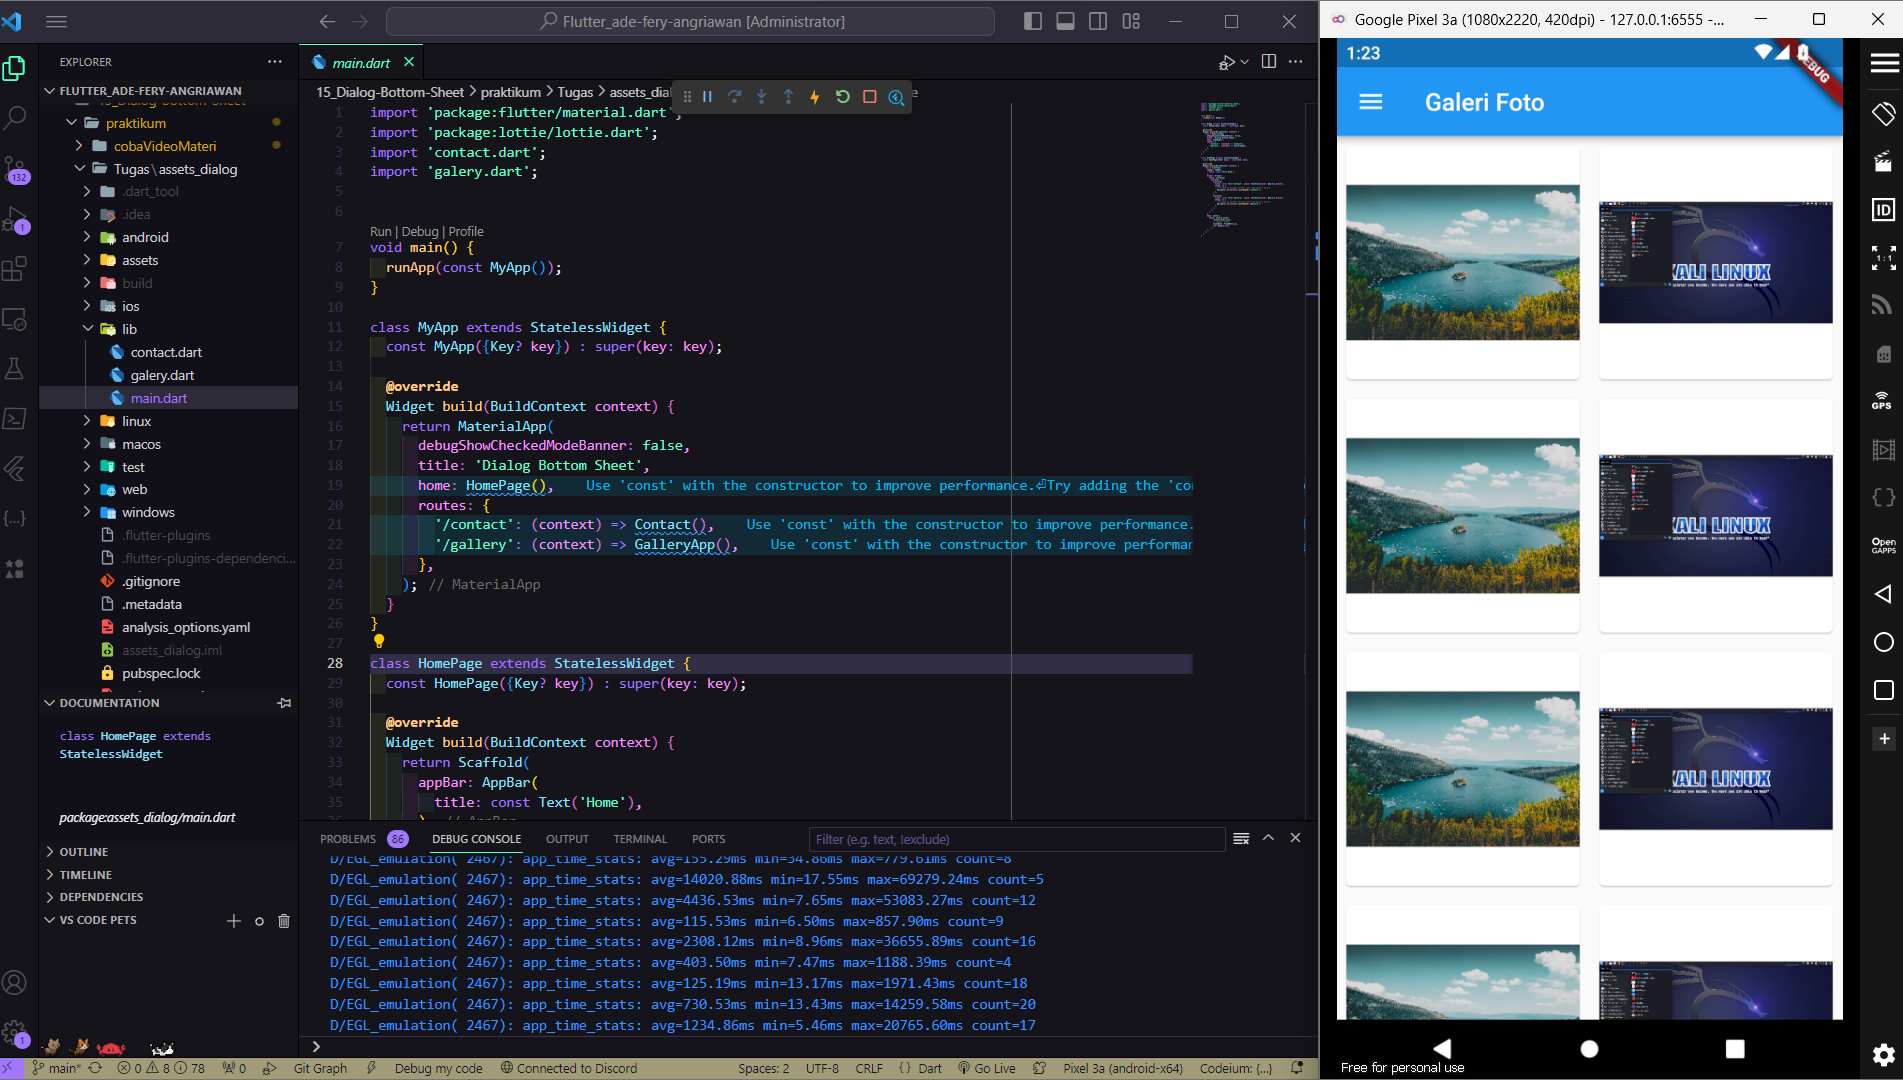 Flutter_ade-fery-angriawan [Administrator]
EXPLORER
FLUTTER_ADE-FERY-ANGRIAWAN
15_Dialog-Bottom-Sheet
praktikum
cobaVideoMateri
Tugas\assets_dialog
.dart_tool
.idea
android
assets
build
ios
lib
contact.dart
galery.dart
main.dart
linux
macos
test
web
windows
.flutter-plugins
.flutter-plugins-dependenci...
.gitignore
.metadata
analysis_options.yaml
assets_dialog.iml
pubspec.lock
DOCUMENTATION
class HomePage extends
StatelessWidget
package:assets_dialog/main.dart
OUTLINE
TIMELINE
DEPENDENCIES
VS CODE PETS
132
1
1
main.dart
15_Dialog-Bottom-Sheet > praktikum > Tugas > assets_dial
1 import 'package:flutter/material.dart';
2 import 'package:lottie/lottie.dart';
3 import 'contact.dart';
4 import 'galery.dart';
5
6
Run | Debug | Profile
7 void main() {
8 runApp(const MyApp());
9 }
10
11 class MyApp extends StatelessWidget {
12 const MyApp({Key? key}) : super(key: key);
13
14 @override
15 Widget build(BuildContext context) {
16 return MaterialApp(
17 debugShowCheckedModeBanner: false,
18 title: 'Dialog Bottom Sheet',
19 home: HomePage(), Use 'const' with the constructor to improve performance.⏎Try adding the 'co
20 routes: {
21 '/contact': (context) => Contact(), Use 'const' with the constructor to improve performance.
22 '/gallery': (context) => GalleryApp(), Use 'const' with the constructor to improve performan
23 },
24 ); // MaterialApp
25 }
26 }
27
28 class HomePage extends StatelessWidget {
29 const HomePage({Key? key}) : super(key: key);
30
31 @override
32 Widget build(BuildContext context) {
33 return Scaffold(
34 appBar: AppBar(
35 title: const Text('Home'),
PROBLEMS 86 DEBUG CONSOLE OUTPUT TERMINAL PORTS Filter (e.g. text, !exclude)
D/EGL_emulation( 2467): app_time_stats: avg=155.29ms min=34.86ms max=779.61ms count=8
D/EGL_emulation( 2467): app_time_stats: avg=14020.88ms min=17.55ms max=69279.24ms count=5
D/EGL_emulation( 2467): app_time_stats: avg=4436.53ms min=7.65ms max=53083.27ms count=12
D/EGL_emulation( 2467): app_time_stats: avg=115.53ms min=6.50ms max=857.90ms count=9
D/EGL_emulation( 2467): app_time_stats: avg=2308.12ms min=8.96ms max=36655.89ms count=16
D/EGL_emulation( 2467): app_time_stats: avg=403.50ms min=7.47ms max=1188.39ms count=4
D/EGL_emulation( 2467): app_time_stats: avg=125.19ms min=13.17ms max=1971.43ms count=18
D/EGL_emulation( 2467): app_time_stats: avg=730.53ms min=13.43ms max=14259.58ms count=20
D/EGL_emulation( 2467): app_time_stats: avg=1234.86ms min=5.46ms max=20765.60ms count=17
main* 0 8 78 0 Git Graph Debug my code Connected to Discord Spaces: 2 UTF-8 CRLF { } Dart Go Live Pixel 3a (android-x64) Codeium: {...}
Google Pixel 3a (1080x2220, 420dpi) - 127.0.0.1:6555 -...
1:23
DEBUG
Galeri Foto
KALI LINUX
KALI LINUX
KALI LINUX
Free for personal use
ID
1:1
GPS
Open
GAPPS